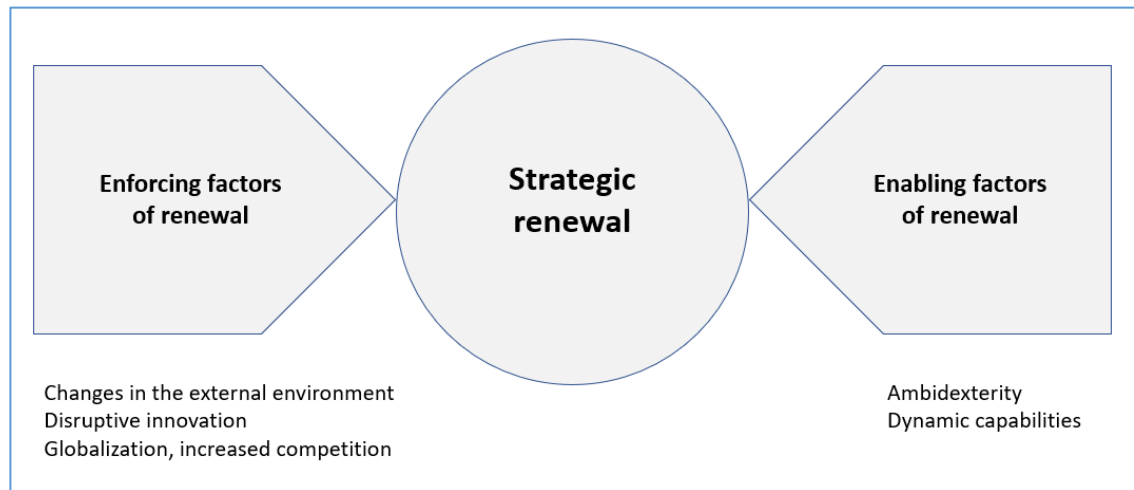 Enforcing factors
of renewal
Strategic
renewal
Enabling factors
of renewal
Changes in the external environment
Disruptive innovation
Globalization, increased competition
Ambidexterity
Dynamic capabilities